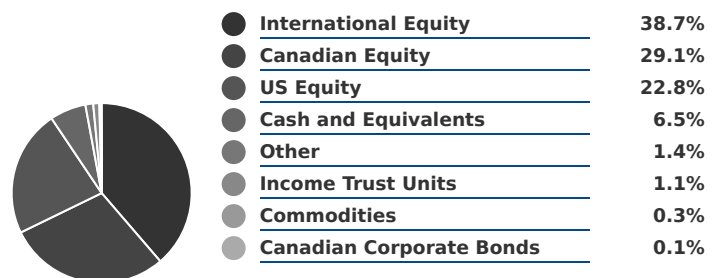 International Equity 38.7%
Canadian Equity 29.1%
US Equity 22.8%
Cash and Equivalents 6.5%
Other 1.4%
Income Trust Units 1.1%
Commodities 0.3%
Canadian Corporate Bonds 0.1%